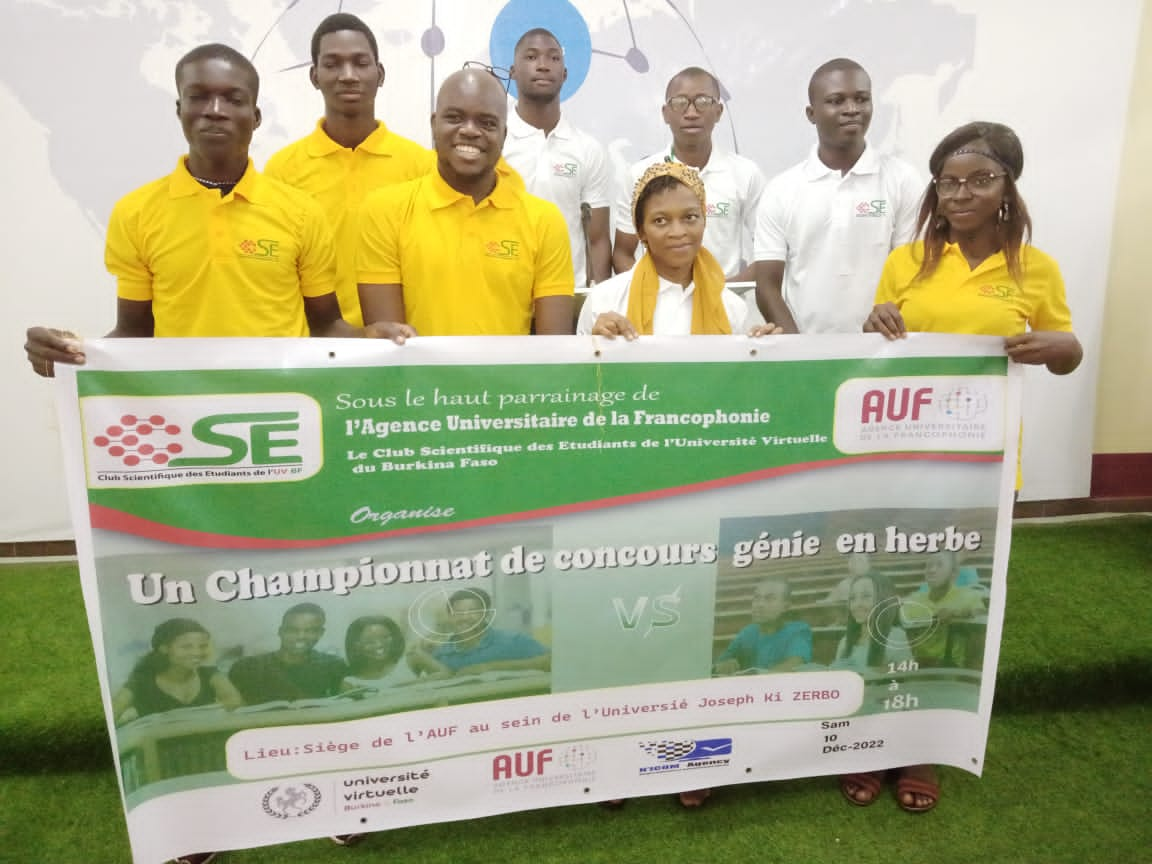 SE
SE
SE
SE
SE
SE
SE
Sous le haut parrainage de
l'Agence Universitaire de la Francophonie
Le Club Scientifique des Etudiants de l'Université Virtuelle
du Burkina Faso
SE
Club Scientifique des Etudiants de l'UV-BF
AUF
AGENCE UNIVERSITAIRE
DE LA FRANCOPHONIE
Organise
Un Championnat de concours génie en herbe
VS
14h
à
18h
Lieu:Siège de l'AUF au sein de l'Universié Joseph Ki ZERBO
Sam
10
Déc-2022
université
virtuelle
Burkina Faso
AUF
AGENCE UNIVERSITAIRE
DE LA FRANCOPHONIE
N'ICOM Agency